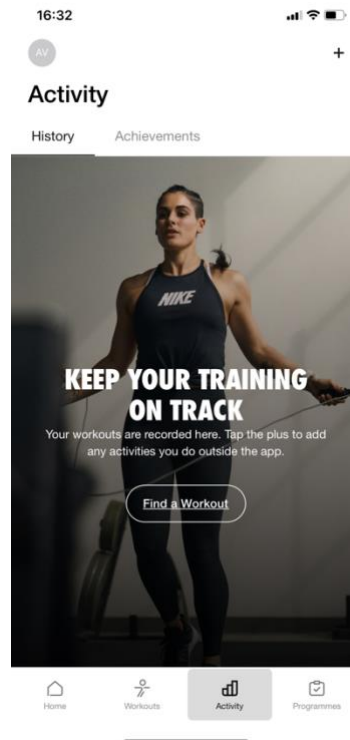 16:32
AV
+
Activity
History Achievements
NIKE
KEEP YOUR TRAINING
ON TRACK
Your workouts are recorded here. Tap the plus to add
any activities you do outside the app.
Find a Workout
Home Workouts Activity Programmes